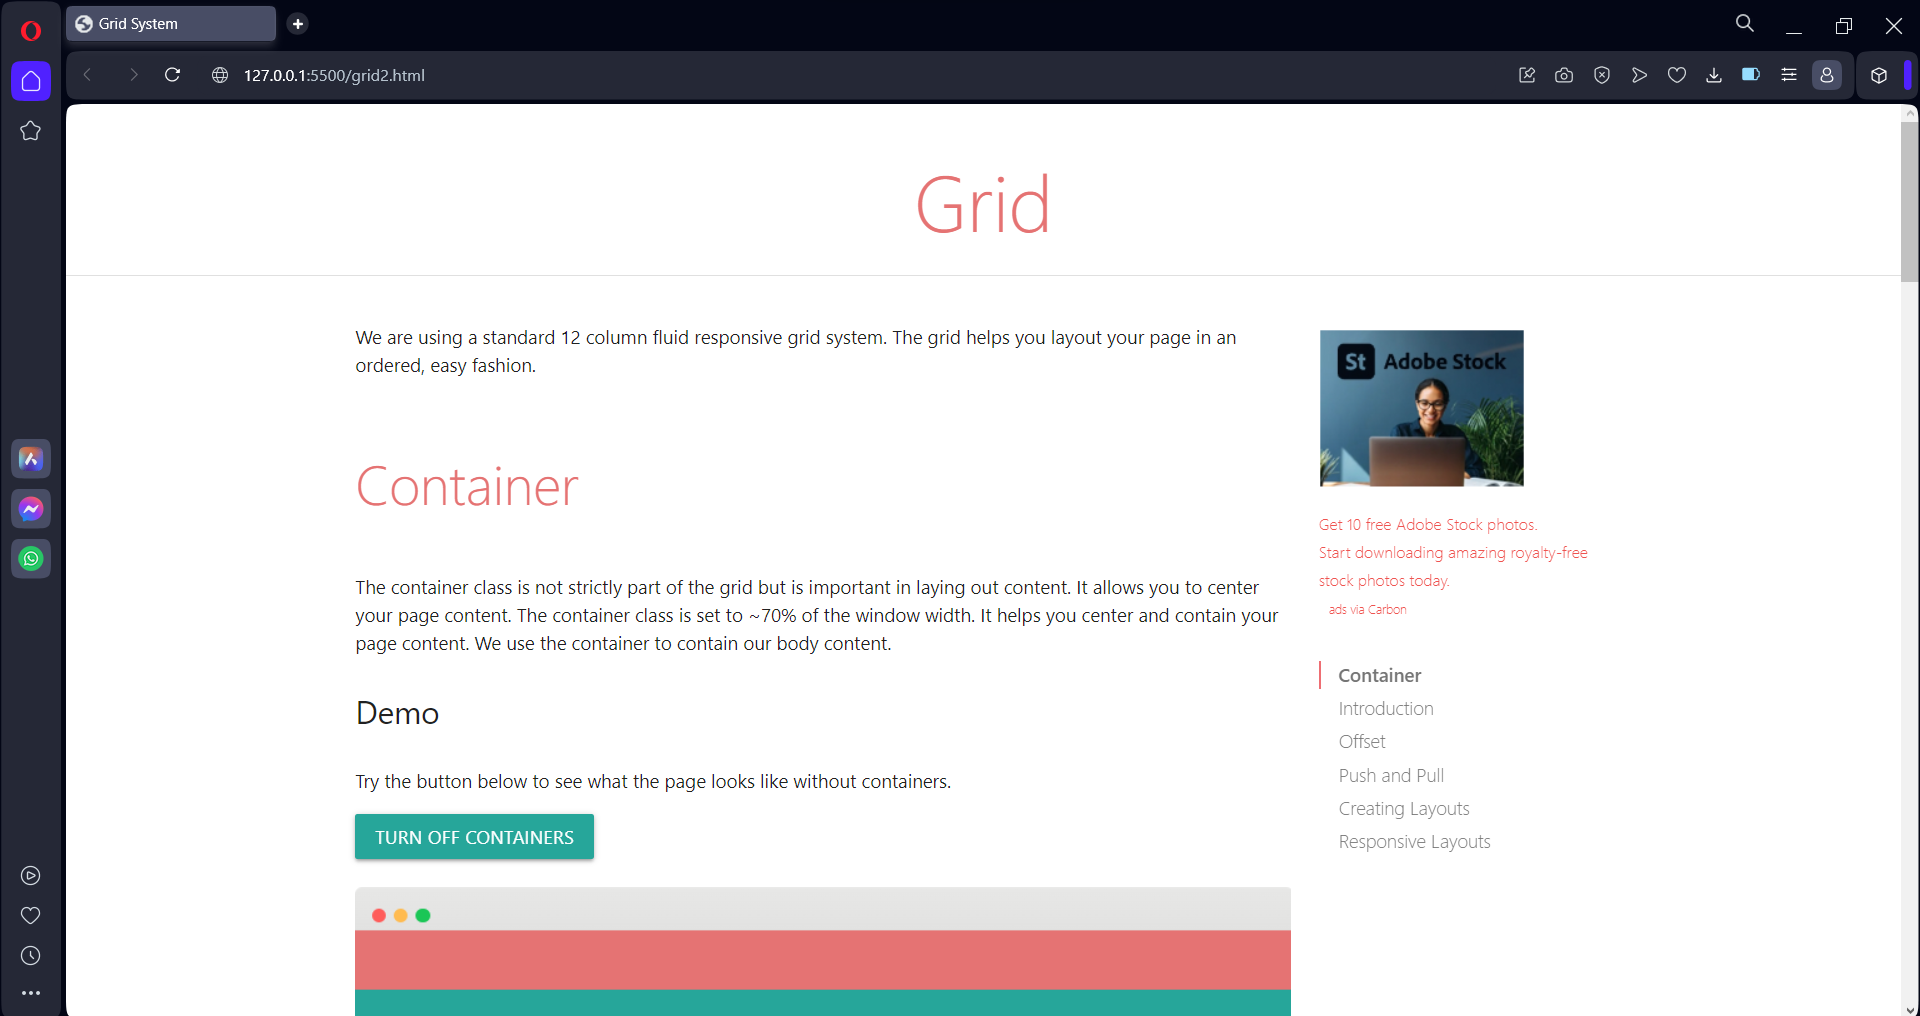 Grid System
127.0.0.1:5500/grid2.html
Grid
We are using a standard 12 column fluid responsive grid system. The grid helps you layout your page in an
ordered, easy fashion.
Container
The container class is not strictly part of the grid but is important in laying out content. It allows you to center
your page content. The container class is set to ~70% of the window width. It helps you center and contain your
page content. We use the container to contain our body content.
Demo
Try the button below to see what the page looks like without containers.
TURN OFF CONTAINERS
St Adobe Stock
Get 10 free Adobe Stock photos.
Start downloading amazing royalty-free
stock photos today.
ads via Carbon
Container
Introduction
Offset
Push and Pull
Creating Layouts
Responsive Layouts